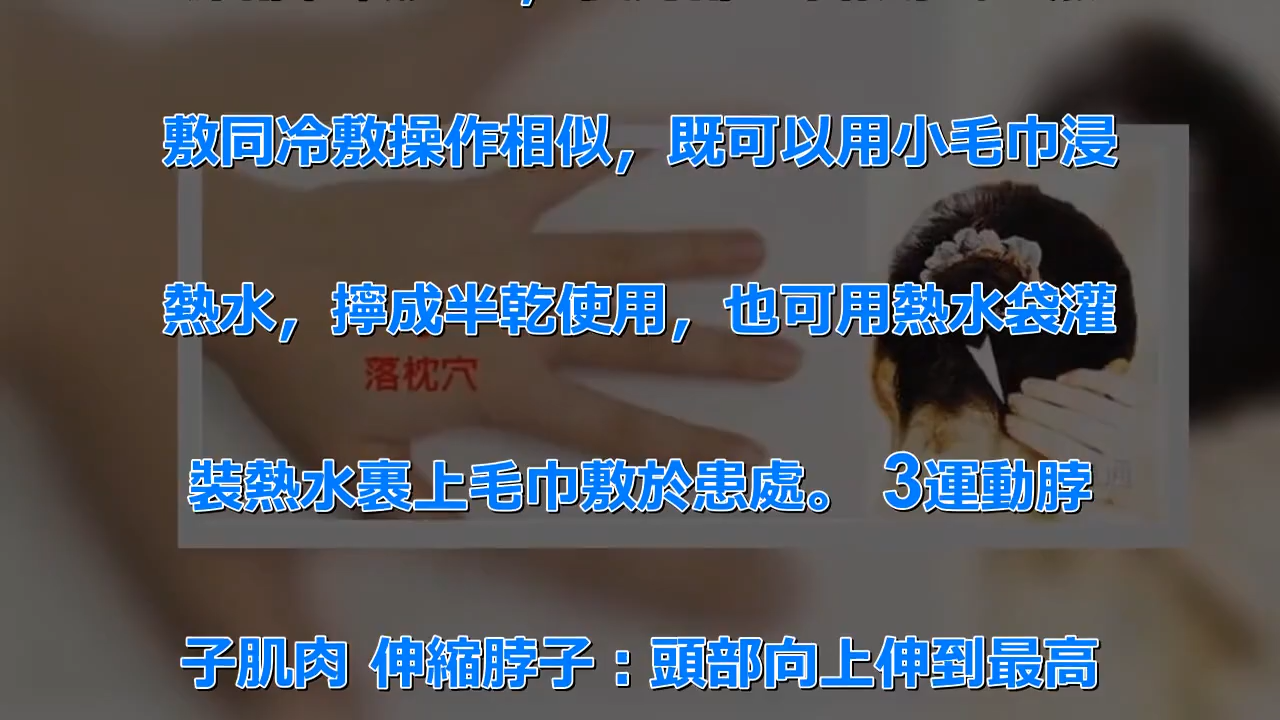 敷同冷敷操作相似，既可以用小毛巾浸
熱水，擰成半乾使用，也可用熱水袋灌
落枕穴
裝熱水裹上毛巾敷於患處。 3運動脖
子肌肉 伸縮脖子：頭部向上伸到最高